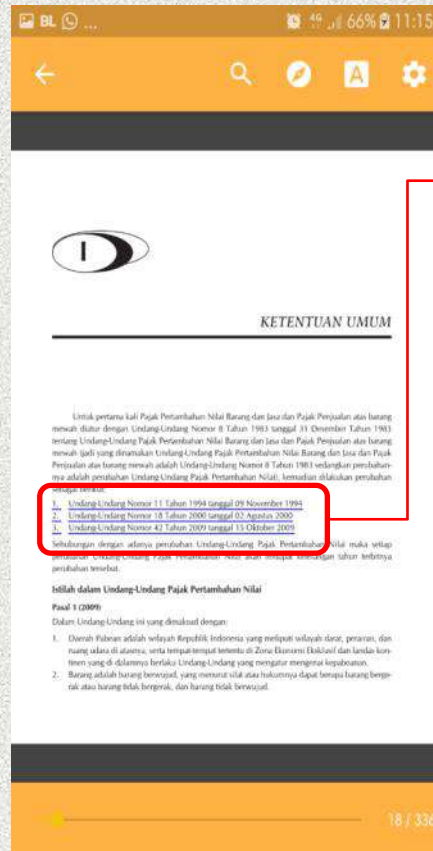 BL ...
49 66% 11:15
A
I
KETENTUAN UMUM
Untuk pertama kali Pajak Pertambahan Nilai Barang dan Jasa dan Pajak Penjualan atas barang
mewah diatur dengan Undang-Undang Nomor 8 Tahun 1983 tanggal 31 Desember Tahun 1983
tentang Undang-Undang Pajak Pertambahan Nilai Barang dan Jasa dan Pajak Penjualan atas barang
mewah (jadi yang dinamakan Undang-Undang Pajak Pertambahan Nilai Barang dan Jasa dan Pajak
Penjualan atas barang mewah adalah Undang-Undang Nomor 8 Tahun 1983 sedangkan perubahan-
nya adalah perubahan Undang-Undang Pajak Pertambahan Nilai), kemudian dilakukan perubahan
sebagai berikut:
1. Undang-Undang Nomor 11 Tahun 1994 tanggal 09 November 1994
2. Undang-Undang Nomor 18 Tahun 2000 tanggal 02 Agustus 2000
3. Undang-Undang Nomor 42 Tahun 2009 tanggal 15 Oktober 2009
Sehubungan dengan adanya perubahan Undang-Undang Pajak Pertambahan Nilai maka setiap
perubahan Undang-Undang Pajak Pertambahan Nilai akan terdapat keterangan tahun terbitnya
perubahan tersebut.
Istilah dalam Undang-Undang Pajak Pertambahan Nilai
Pasal 1 (2009)
Dalam Undang-Undang ini yang dimaksud dengan:
1. Daerah Pabean adalah wilayah Republik Indonesia yang meliputi wilayah darat, perairan, dan
ruang udara di atasnya, serta tempat-tempat tertentu di Zona Ekonomi Eksklusif dan landas kon-
tinen yang di dalamnya berlaku Undang-Undang yang mengatur mengenai kepabeanan.
2. Barang adalah barang berwujud, yang menurut sifat atau hukumnya dapat berupa barang berge-
rak atau barang tidak bergerak, dan barang tidak berwujud.
18 / 336